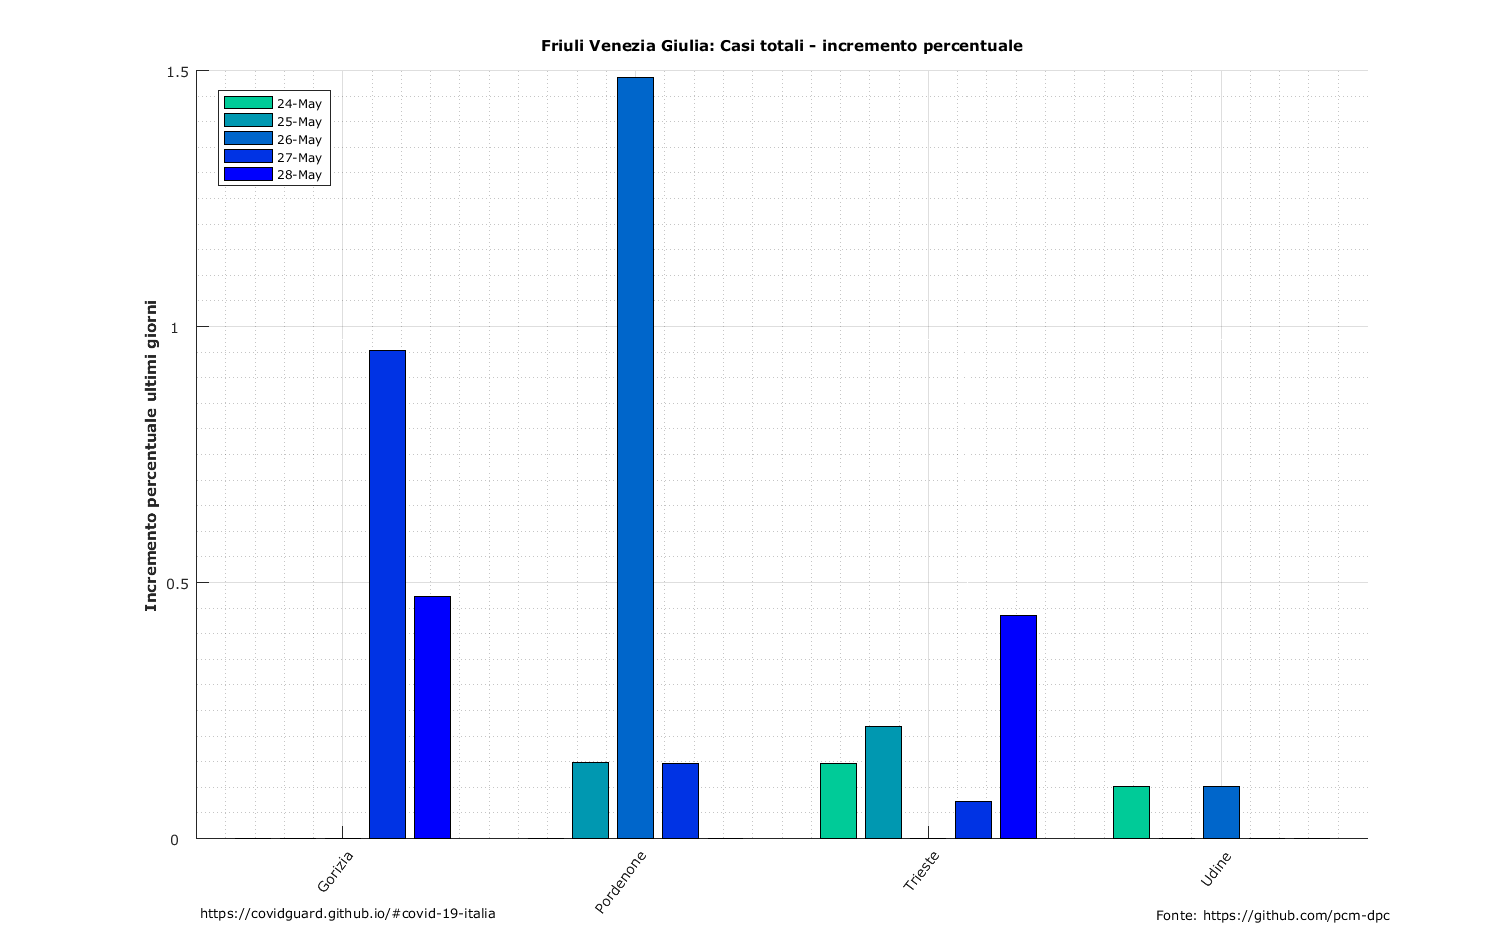 Friuli Venezia Giulia: Casi totali - incremento percentuale
1.5
24-May
25-May
26-May
27-May
28-May
1
0.5
0
Incremento percentuale ultimi giorni
Gorizia
Pordenone
Trieste
Udine
https://covidguard.github.io/#covid-19-italia
Fonte: https://github.com/pcm-dpc